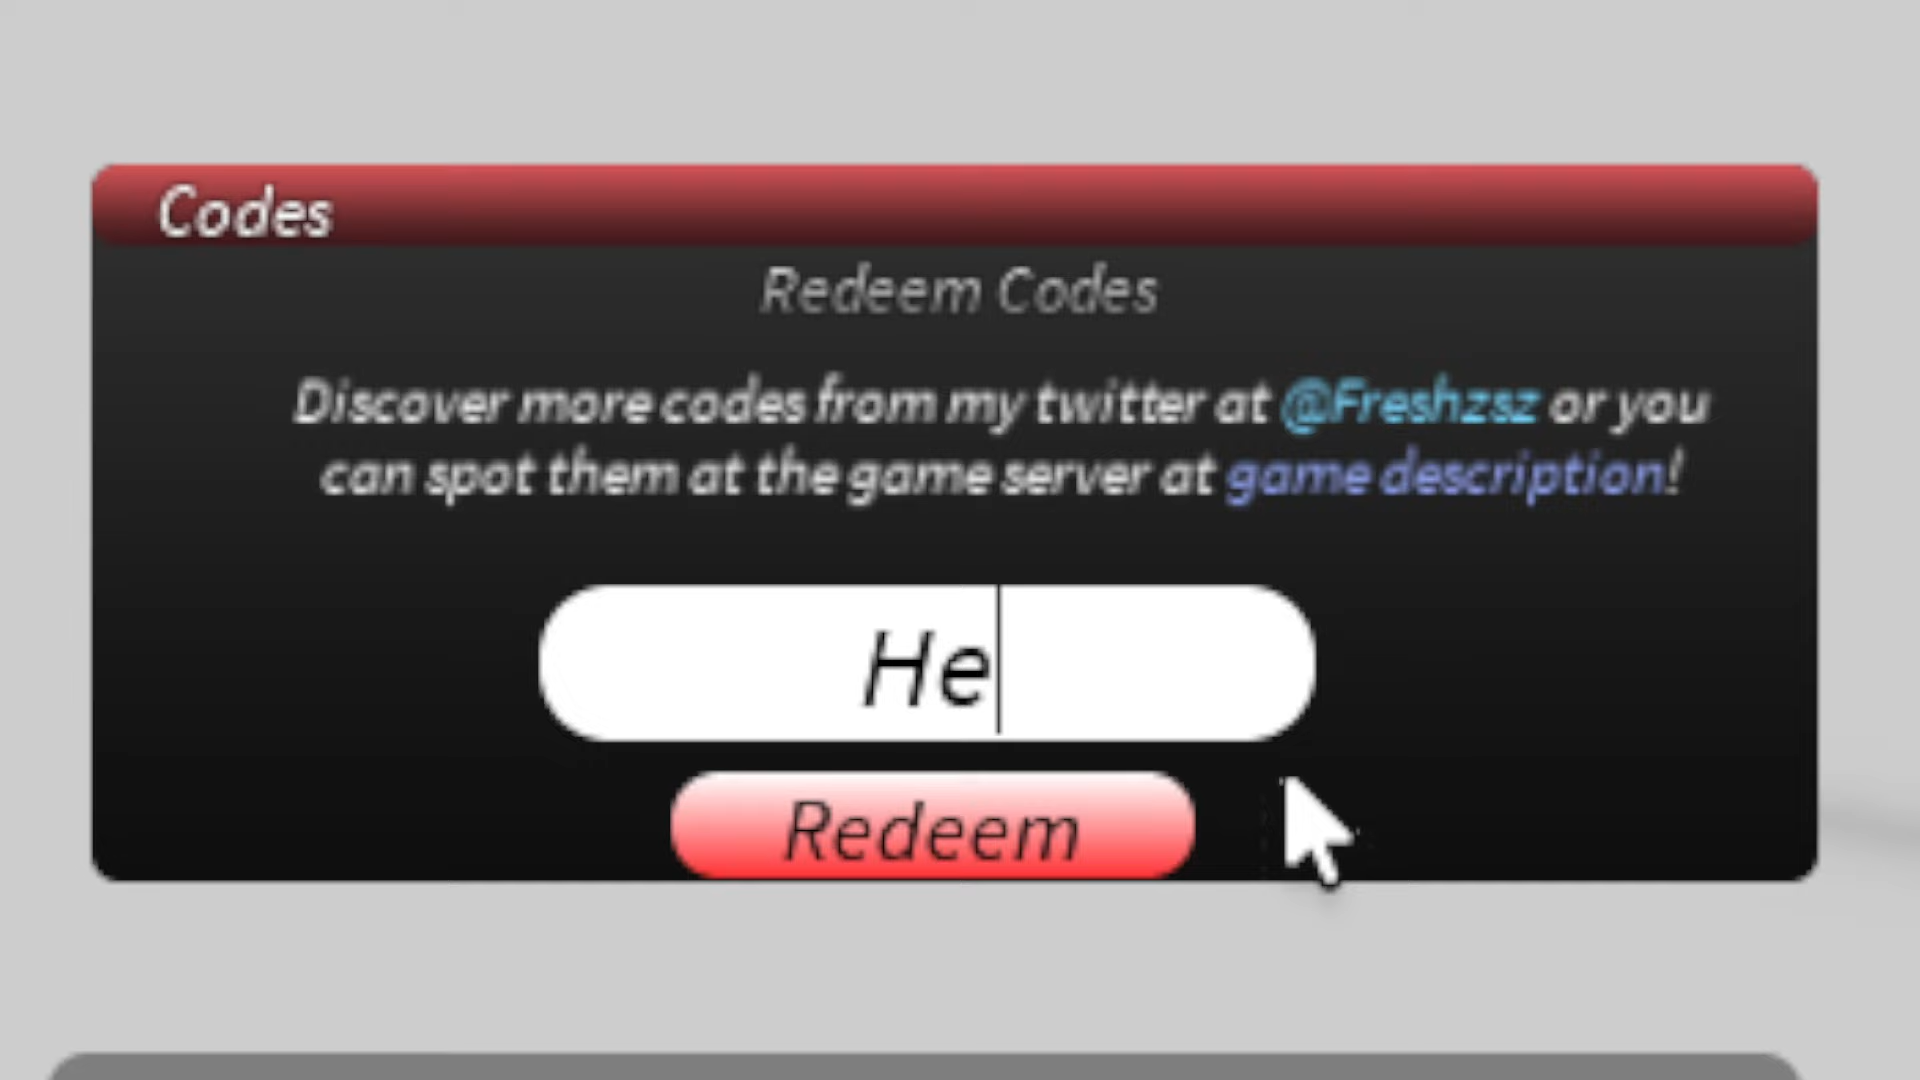 Codes
Redeem Codes
Discover more codes from my twitter at @Freshzsz or you
can spot them at the game server at game description!
He
Redeem